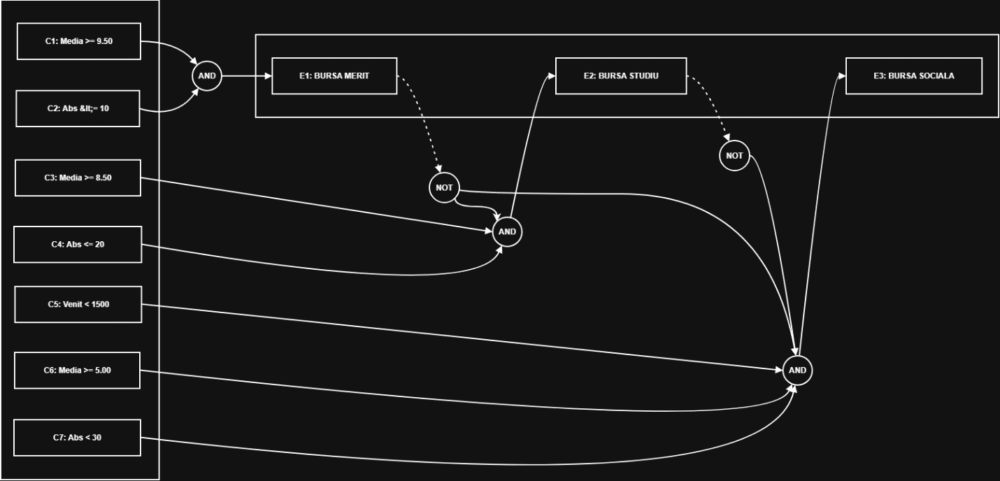 C1: Media >= 9.50
AND
E1: BURSA MERIT
E2: BURSA STUDIU
E3: BURSA SOCIALA
C2: Abs &lt;= 10
NOT
C3: Media >= 8.50
NOT
AND
C4: Abs <= 20
C5: Venit < 1500
C6: Media >= 5.00
AND
C7: Abs < 30